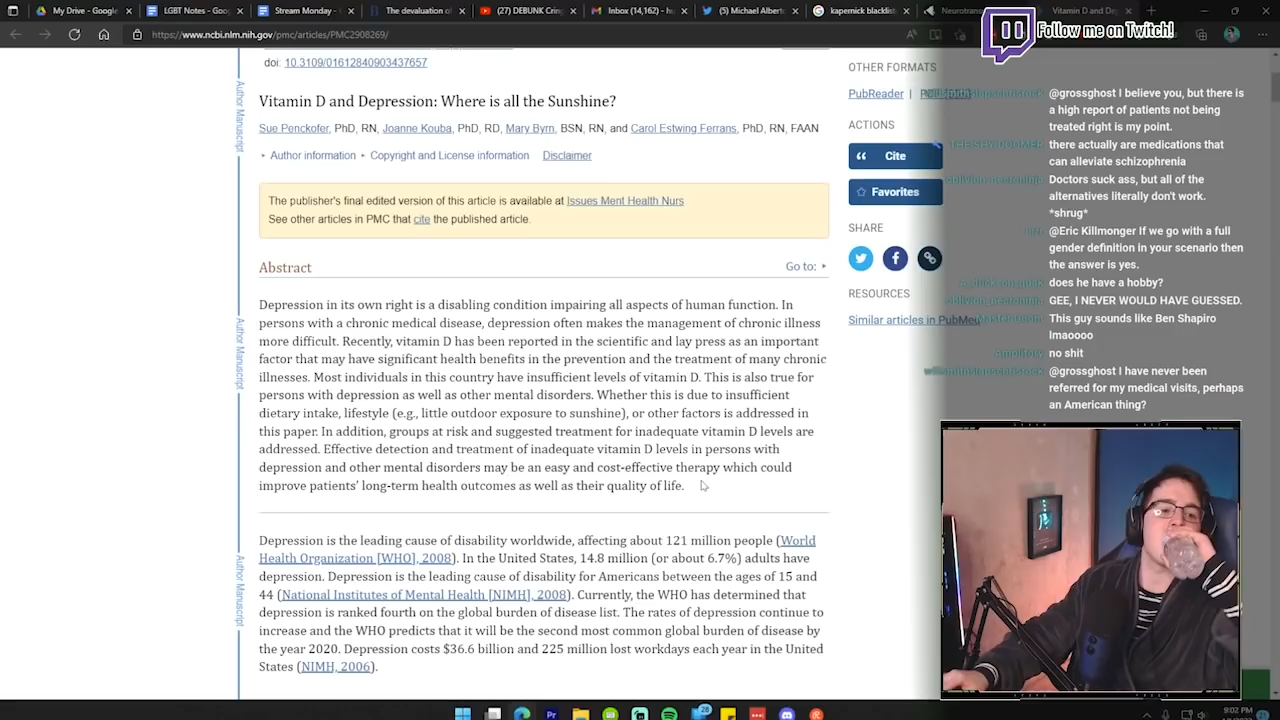 My Drive - Google
LGBT Notes - Goog
Stream Monday -
The devaluation of
(27) DEBUNK Crin
Inbox (14,162) - h
(5) Michael Albert
kapernick blacklist
Neurotrans
Vitamin D and De
Follow me on Twitch!
https://www.ncbi.nlm.nih.gov/pmc/articles/PMC2908269/
doi: 10.3109/01612840903437657
Vitamin D and Depression: Where is all the Sunshine?
Sue Penckofer, PhD, RN, Joanne Kouba, PhD, RD, Mary Byrn, BSN, RN, and Carol Estwing Ferrans, PhD, RN, FAAN
Author information Copyright and License information Disclaimer
The publisher's final edited version of this article is available at Issues Ment Health Nurs
See other articles in PMC that cite the published article.
Abstract
Go to:
Depression in its own right is a disabling condition impairing all aspects of human function. In
persons with a chronic medical disease, depression often makes the management of chronic illness
more difficult. Recently, vitamin D has been reported in the scientific and lay press as an important
factor that may have significant health benefits in the prevention and the treatment of many chronic
illnesses. Most individuals in this country have insufficient levels of vitamin D. This is also true for
persons with depression as well as other mental disorders. Whether this is due to insufficient
dietary intake, lifestyle (e.g., little outdoor exposure to sunshine), or other factors is addressed in
this paper. In addition, groups at risk and suggested treatment for inadequate vitamin D levels are
addressed. Effective detection and treatment of inadequate vitamin D levels in persons with
depression and other mental disorders may be an easy and cost-effective therapy which could
improve patients' long-term health outcomes as well as their quality of life.
Depression is the leading cause of disability worldwide, affecting about 121 million people (World
Health Organization [WHO], 2008). In the United States, 14.8 million (or about 6.7%) adults have
depression. Depression is the leading cause of disability for Americans between the ages of 15 and
44 (National Institutes of Mental Health [NIMH], 2008). Currently, the WHO has determined that
depression is ranked fourth on the global burden of disease list. The rates of depression continue to
increase and the WHO predicts that it will be the second most common global burden of disease by
the year 2020. Depression costs $36.6 billion and 225 million lost workdays each year in the United
States (NIMH, 2006).
Author Manuscript
Author Manuscript
Author Manuscript
OTHER FORMATS
PubReader |
ACTIONS
Cite
Favorites
SHARE
RESOURCES
Similar articles in PubMed
@grossghost I believe you, but there is
a high report of patients not being
treated right is my point.
there actually are medications that
can alleviate schizophrenia
Doctors suck ass, but all of the
alternatives literally don't work.
*shrug*
@Eric Killmonger If we go with a full
gender definition in your scenario then
the answer is yes.
does he have a hobby?
oblivion_necroninja GEE, I NEVER WOULD HAVE GUESSED.
This guy sounds like Ben Shapiro
lmaoooo
no shit
willsmithslapschrisrock @grossghost I have never been
referred for my medical visits, perhaps
an American thing?
28
9:02 PM